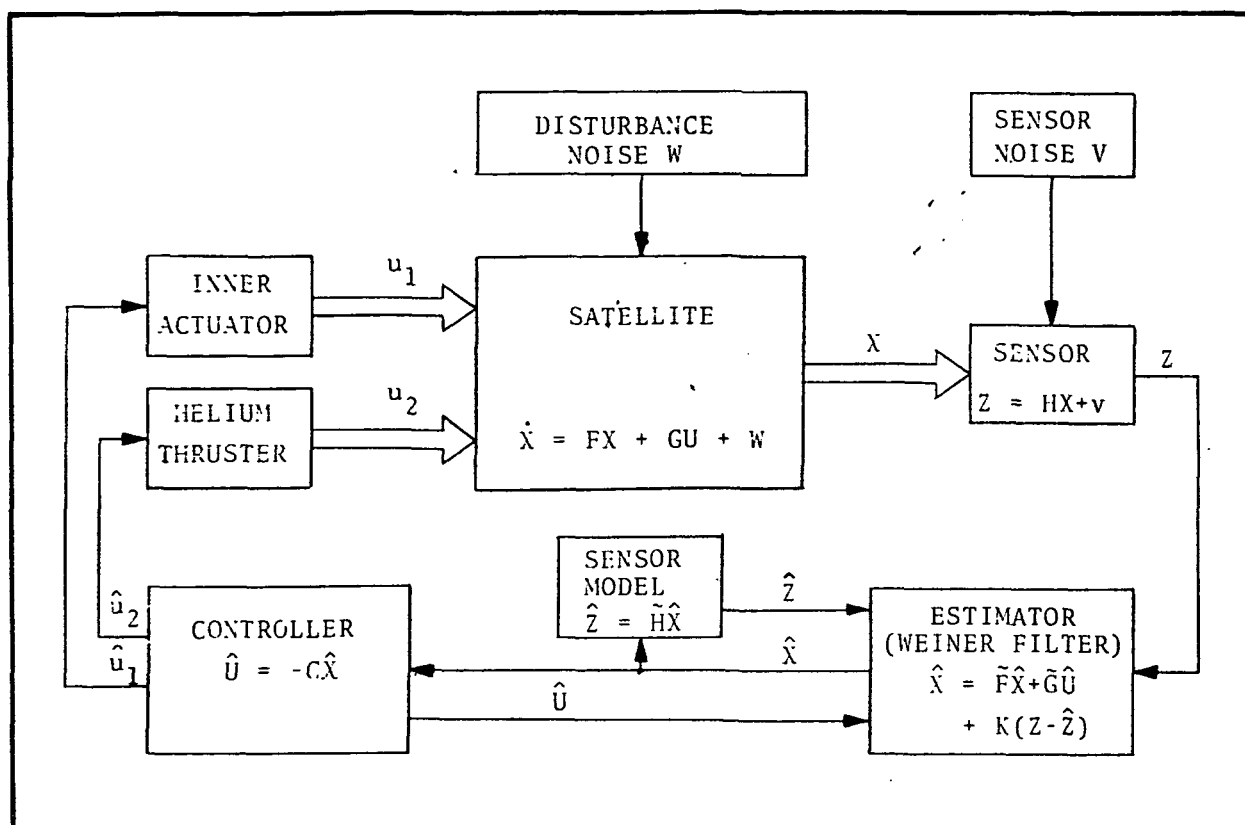 DISTURBANCE
NOISE W
SENSOR
NOISE V
INNER
ACTUATOR
u₁
SATELLITE
Ẋ = FX + GU + W
X
SENSOR
Z = HX+v
Z
HELIUM
THRUSTER
u₂
SENSOR
MODEL
Ẑ = H̃X̂
Ẑ
û₂
û₁
CONTROLLER
Û = -CX̂
X̂
Û
ESTIMATOR
(WEINER FILTER)
X̂ = F̃X̂+G̃Û
+ K(Z-Ẑ)